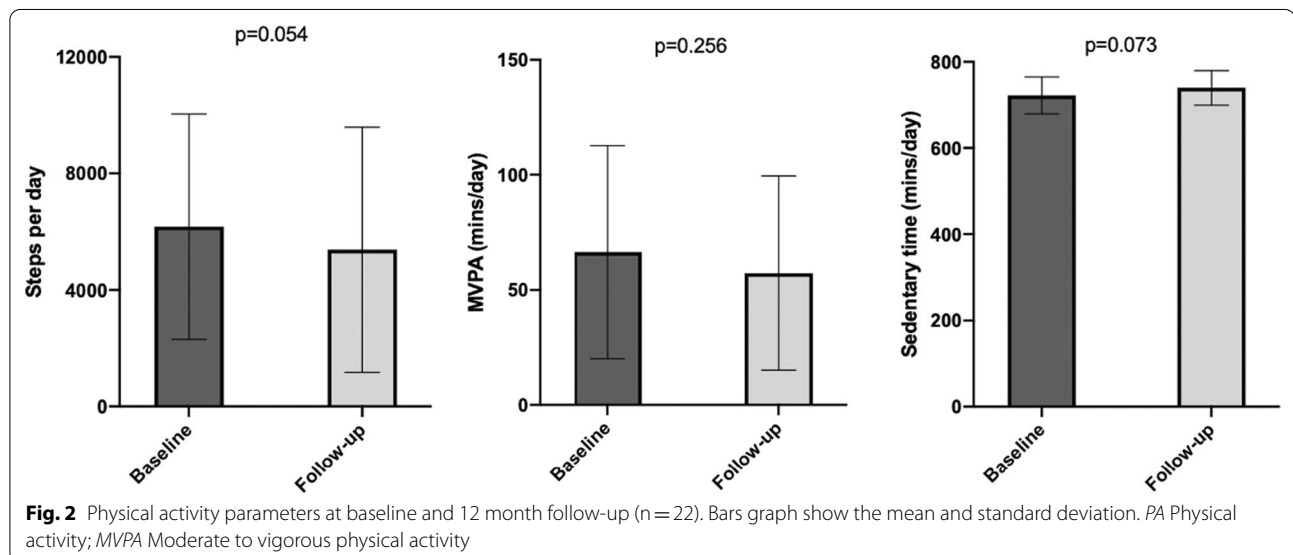 p=0.054
12000
8000
4000
0
Steps per day
Baseline
Follow-up
p=0.256
150
100
50
0
MVPA (mins/day)
Baseline
Follow-up
p=0.073
800
600
400
200
0
Sedentary time (mins/day)
Baseline
Follow-up
Fig. 2 Physical activity parameters at baseline and 12 month follow-up (n = 22). Bars graph show the mean and standard deviation. PA Physical
activity; MVPA Moderate to vigorous physical activity